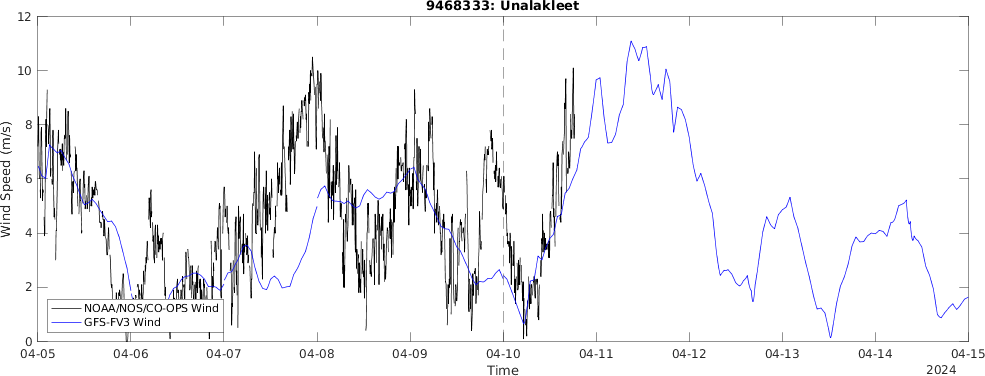 9468333: Unalakleet
12
10
8
6
4
2
0
Wind Speed (m/s)
NOAA/NOS/CO-OPS Wind
GFS-FV3 Wind
04-05 04-06 04-07 04-08 04-09 04-10 04-11 04-12 04-13 04-14 04-15
Time
2024